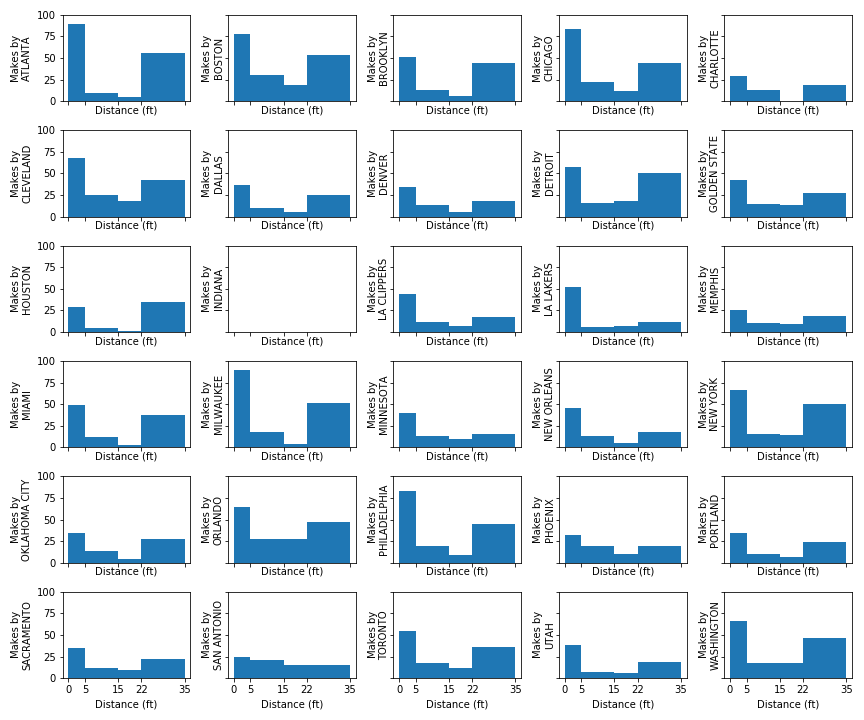 100
75
50
25
0
Makes by
ATLANTA
Distance (ft)
Makes by
BOSTON
Distance (ft)
Makes by
BROOKLYN
Distance (ft)
Makes by
CHICAGO
Distance (ft)
Makes by
CHARLOTTE
Distance (ft)
100
75
50
25
0
Makes by
CLEVELAND
Distance (ft)
Makes by
DALLAS
Distance (ft)
Makes by
DENVER
Distance (ft)
Makes by
DETROIT
Distance (ft)
Makes by
GOLDEN STATE
Distance (ft)
100
75
50
25
0
Makes by
HOUSTON
Distance (ft)
Makes by
INDIANA
Distance (ft)
Makes by
LA CLIPPERS
Distance (ft)
Makes by
LA LAKERS
Distance (ft)
Makes by
MEMPHIS
Distance (ft)
100
75
50
25
0
Makes by
MIAMI
Distance (ft)
Makes by
MILWAUKEE
Distance (ft)
Makes by
MINNESOTA
Distance (ft)
Makes by
NEW ORLEANS
Distance (ft)
Makes by
NEW YORK
Distance (ft)
100
75
50
25
0
Makes by
OKLAHOMA CITY
Distance (ft)
Makes by
ORLANDO
Distance (ft)
Makes by
PHILADELPHIA
Distance (ft)
Makes by
PHOENIX
Distance (ft)
Makes by
PORTLAND
Distance (ft)
100
75
50
25
0
Makes by
SACRAMENTO
0 5 15 22 35
Distance (ft)
Makes by
SAN ANTONIO
0 5 15 22 35
Distance (ft)
Makes by
TORONTO
0 5 15 22 35
Distance (ft)
Makes by
UTAH
0 5 15 22 35
Distance (ft)
Makes by
WASHINGTON
0 5 15 22 35
Distance (ft)